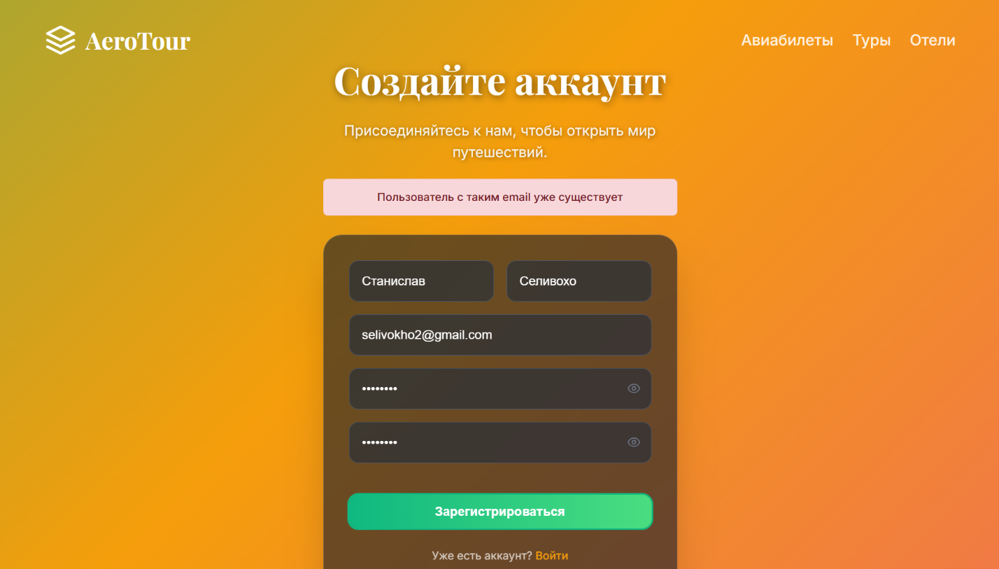 AeroTour
Авиабилеты Туры Отели
Создайте аккаунт
Присоединяйтесь к нам, чтобы открыть мир
путешествий.
Пользователь с таким email уже существует
Станислав Селивохо
selivokho2@gmail.com
••••••••
••••••••
Зарегистрироваться
Уже есть аккаунт? Войти